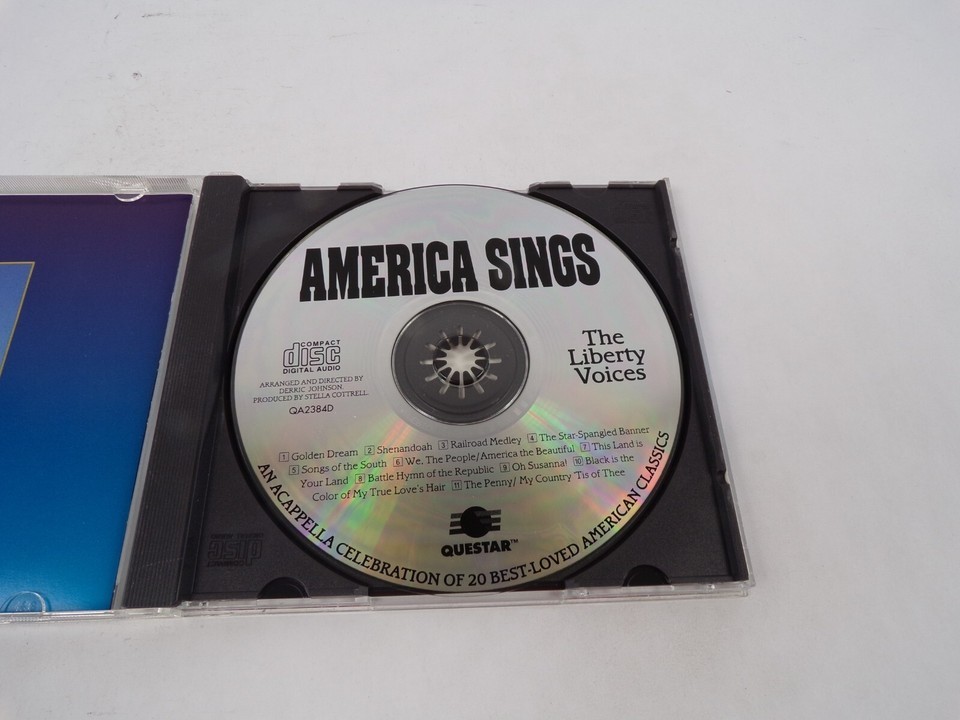 AMERICA SINGS
COMPACT
disc
DIGITAL AUDIO
ARRANGED AND DIRECTED BY
DERRIC JOHNSON.
PRODUCED BY STELLA COTTRELL.
QA2384D
The
Liberty
Voices
1 Golden Dream 2 Shenandoah 3 Railroad Medley 4 The Star-Spangled Banner
5 Songs of the South 6 We, The People/America the Beautiful 7 This Land is
Your Land 8 Battle Hymn of the Republic 9 Oh Susanna! 10 Black is the
Color of My True Love's Hair 11 The Penny/ My Country 'Tis of Thee
QUESTAR™
AN ACAPPELLA CELEBRATION OF 20 BEST-LOVED AMERICAN CLASSICS
COMPACT
disc